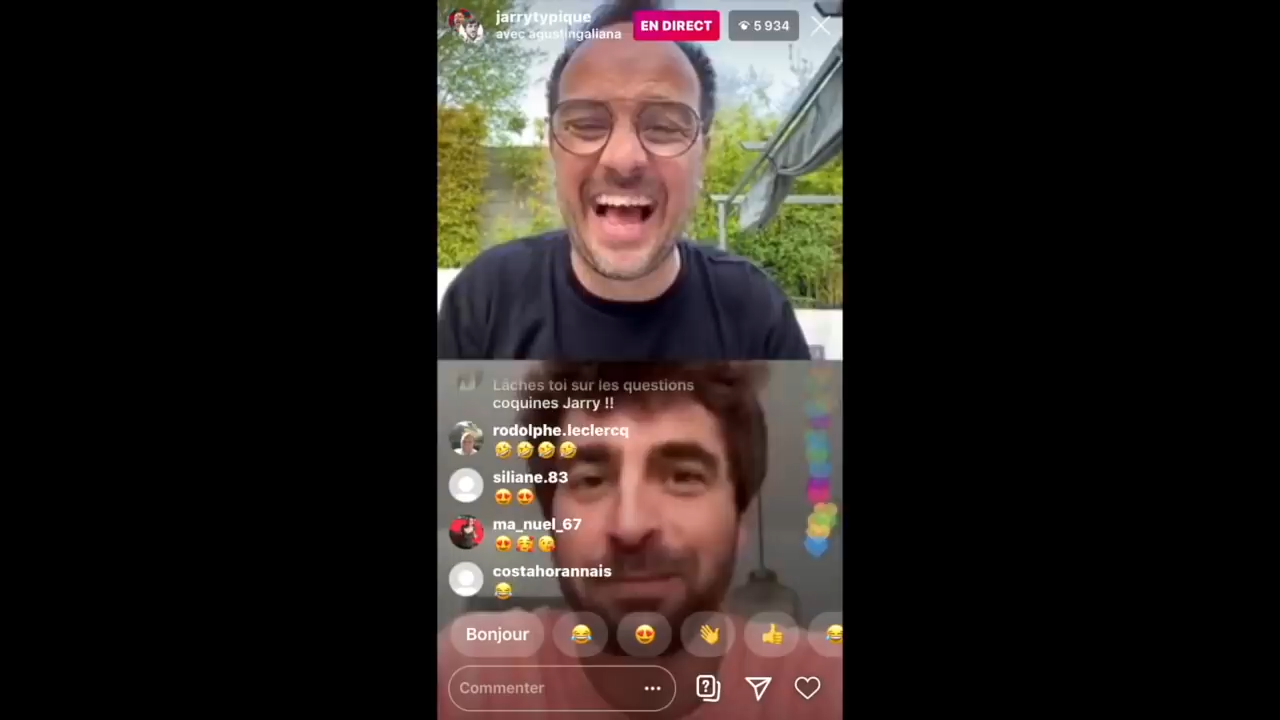 jarrytypique
avec agustingaliana
EN DIRECT
5 934
Lâches toi sur les questions
coquines Jarry !!
rodolphe.leclercq
🤣🤣🤣🤣
siliane.83
😍😍
ma_nuel_67
😍🥰😘
costahorannais
😂
Bonjour
Commenter